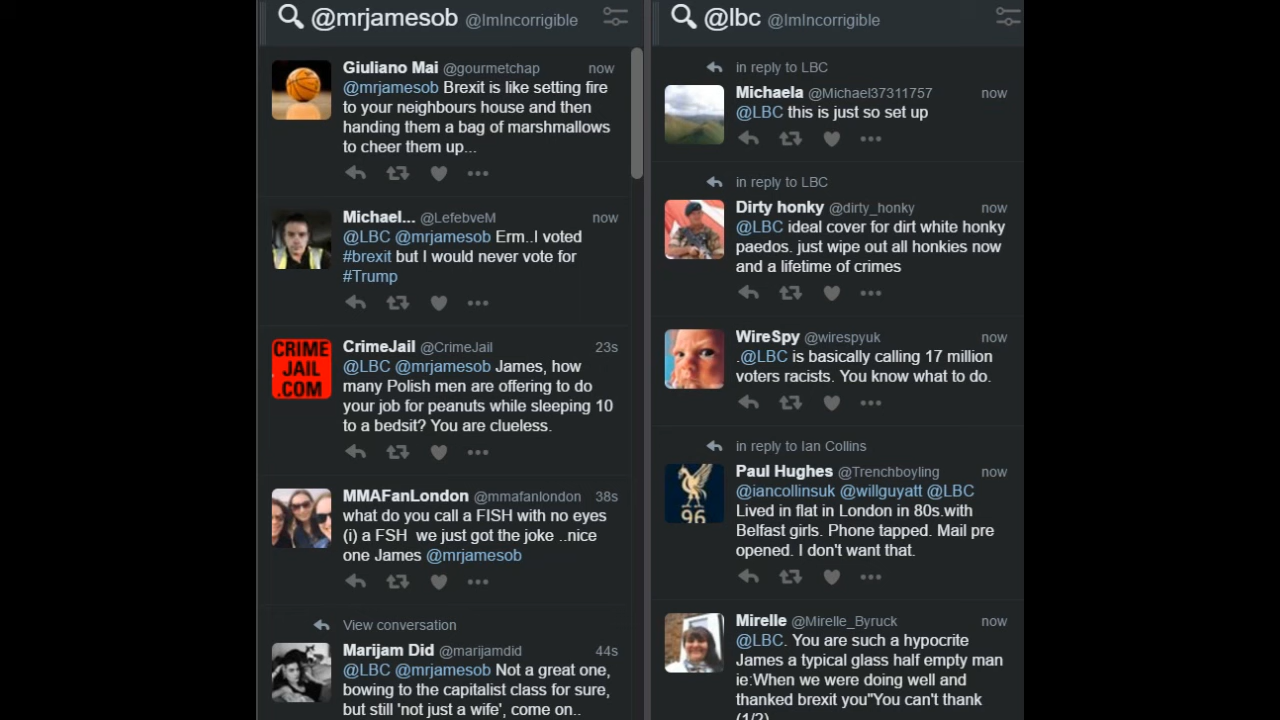 @mrjamesob @ImIncorrigible
Giuliano Mai @gourmetchap now
@mrjamesob Brexit is like setting fire
to your neighbours house and then
handing them a bag of marshmallows
to cheer them up...
Michael... @LefebveM now
@LBC @mrjamesob Erm..I voted
#brexit but I would never vote for
#Trump
CRIME
JAIL
.COM
CrimeJail @CrimeJail 23s
@LBC @mrjamesob James, how
many Polish men are offering to do
your job for peanuts while sleeping 10
to a bedsit? You are clueless.
MMAFanLondon @mmafanlondon 38s
what do you call a FISH with no eyes
(i) a FSH we just got the joke ..nice
one James @mrjamesob
View conversation
Marijam Did @marijamdid 44s
@LBC @mrjamesob Not a great one,
bowing to the capitalist class for sure,
but still 'not just a wife', come on..
@lbc @ImIncorrigible
in reply to LBC
Michaela @Michael37311757 now
@LBC this is just so set up
in reply to LBC
Dirty honky @dirty_honky now
@LBC ideal cover for dirt white honky
paedos. just wipe out all honkies now
and a lifetime of crimes
WireSpy @wirespyuk now
.@LBC is basically calling 17 million
voters racists. You know what to do.
in reply to Ian Collins
96
Paul Hughes @Trenchboyling now
@iancollinsuk @willguyatt @LBC
Lived in flat in London in 80s.with
Belfast girls. Phone tapped. Mail pre
opened. I don't want that.
Mirelle @Mirelle_Byruck now
@LBC. You are such a hypocrite
James a typical glass half empty man
ie:When we were doing well and
thanked brexit you"You can't thank
(1/2)